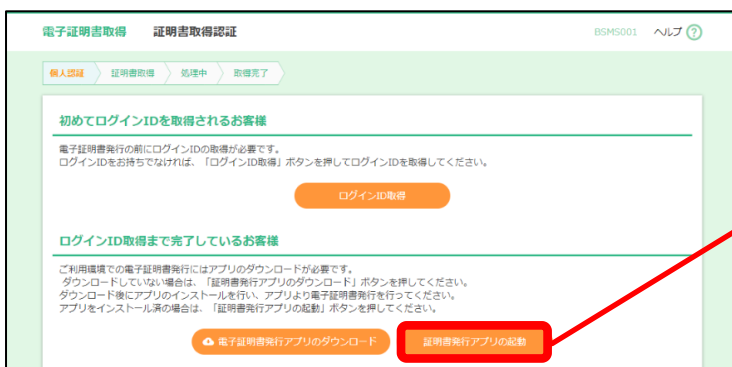 電子証明書取得 証明書取得認証 BSMS001 ヘルプ ?
個人認証 証明書取得 処理中 取得完了
初めてログインIDを取得されるお客様
電子証明書発行の前にログインIDの取得が必要です。
ログインIDをお持ちでなければ、「ログインID取得」ボタンを押してログインIDを取得してください。
ログインID取得
ログインID取得まで完了しているお客様
ご利用環境での電子証明書発行にはアプリのダウンロードが必要です。
ダウンロードしていない場合は、「証明書発行アプリのダウンロード」ボタンを押してください。
ダウンロード後にアプリのインストールを行い、アプリより電子証明書発行を行ってください。
アプリをインストール済の場合は、「証明書発行アプリの起動」ボタンを押してください。
電子証明書発行アプリのダウンロード 証明書発行アプリの起動